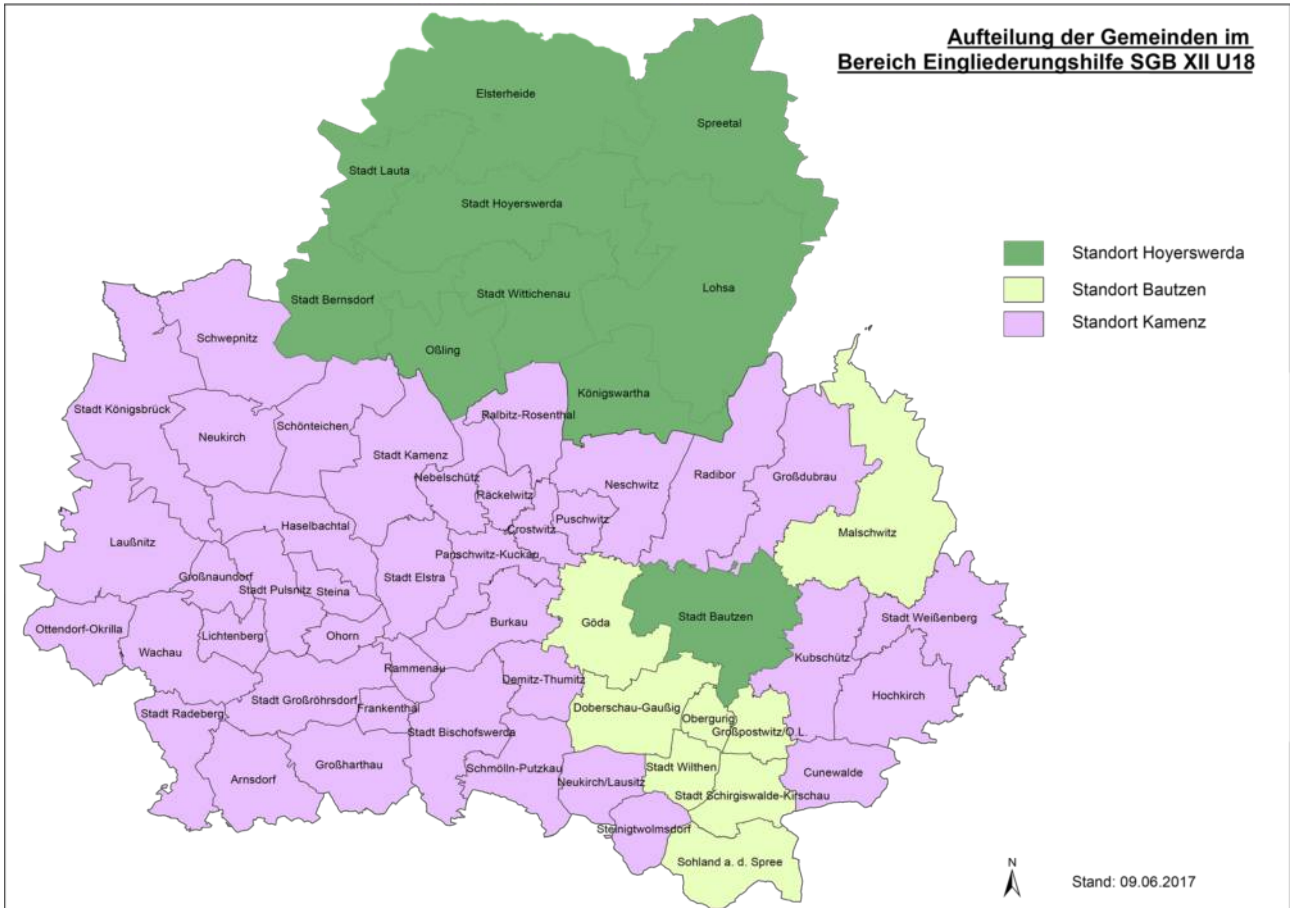 Aufteilung der Gemeinden im
Bereich Eingliederungshilfe SGB XII U18
Elsterheide
Spreetal
Stadt Lauta
Stadt Hoyerswerda
Standort Hoyerswerda
Standort Bautzen
Standort Kamenz
Lohsa
Stadt Wittichenau
Stadt Bernsdorf
Schwepnitz
Oßling
Königswartha
Stadt Königsbrück
Ralbitz-Rosenthal
Schönteichen
Neukirch
Stadt Kamenz
Nebelschütz
Räckelwitz
Neschwitz
Radibor
Großdubrau
Puschwitz
Crostwitz
Haselbachtal
Malschwitz
Laußnitz
Panschwitz-Kuckau
Großnaundorf
Stadt Elstra
Stadt Pulsnitz
Steina
Burkau
Göda
Stadt Bautzen
Stadt Weißenberg
Ottendorf-Okrilla
Lichtenberg
Ohorn
Wachau
Kubschütz
Rammenau
Demitz-Thumitz
Hochkirch
Stadt Großröhrsdorf
Frankenthal
Doberschau-Gaußig
Obergurig
Stadt Radeberg
Stadt Bischofswerda
Großpostwitz/O.L.
Großharthau
Schmölln-Putzkau
Stadt Wilthen
Cunewalde
Arnsdorf
Neukirch/Lausitz
Stadt Schirgiswalde-Kirschau
Steinigtwolmsdorf
Sohland a. d. Spree
N
Stand: 09.06.2017